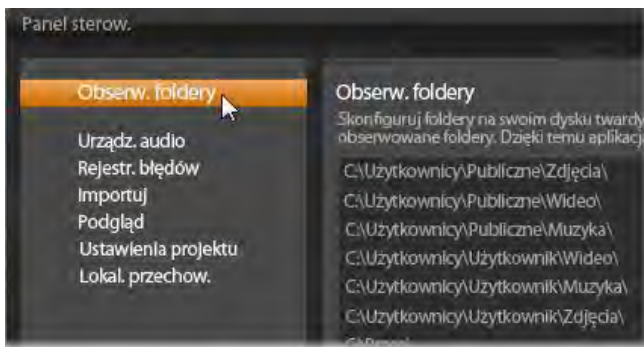 Panel sterow.
Obserw. foldery
Urządz. audio
Rejestr. błędów
Importuj
Podgląd
Ustawienia projektu
Lokal. przechow.
Obserw. foldery
Skonfiguruj foldery na swoim dysku twardy
obserwowane foldery. Dzięki temu aplikacj
C:\Użytkownicy\Publiczne\Zdjęcia\
C:\Użytkownicy\Publiczne\Wideo\
C:\Użytkownicy\Publiczne\Muzyka\
C:\Użytkownicy\Użytkownik\Wideo\
C:\Użytkownicy\Użytkownik\Muzyka\
C:\Użytkownicy\Użytkownik\Zdjęcia\